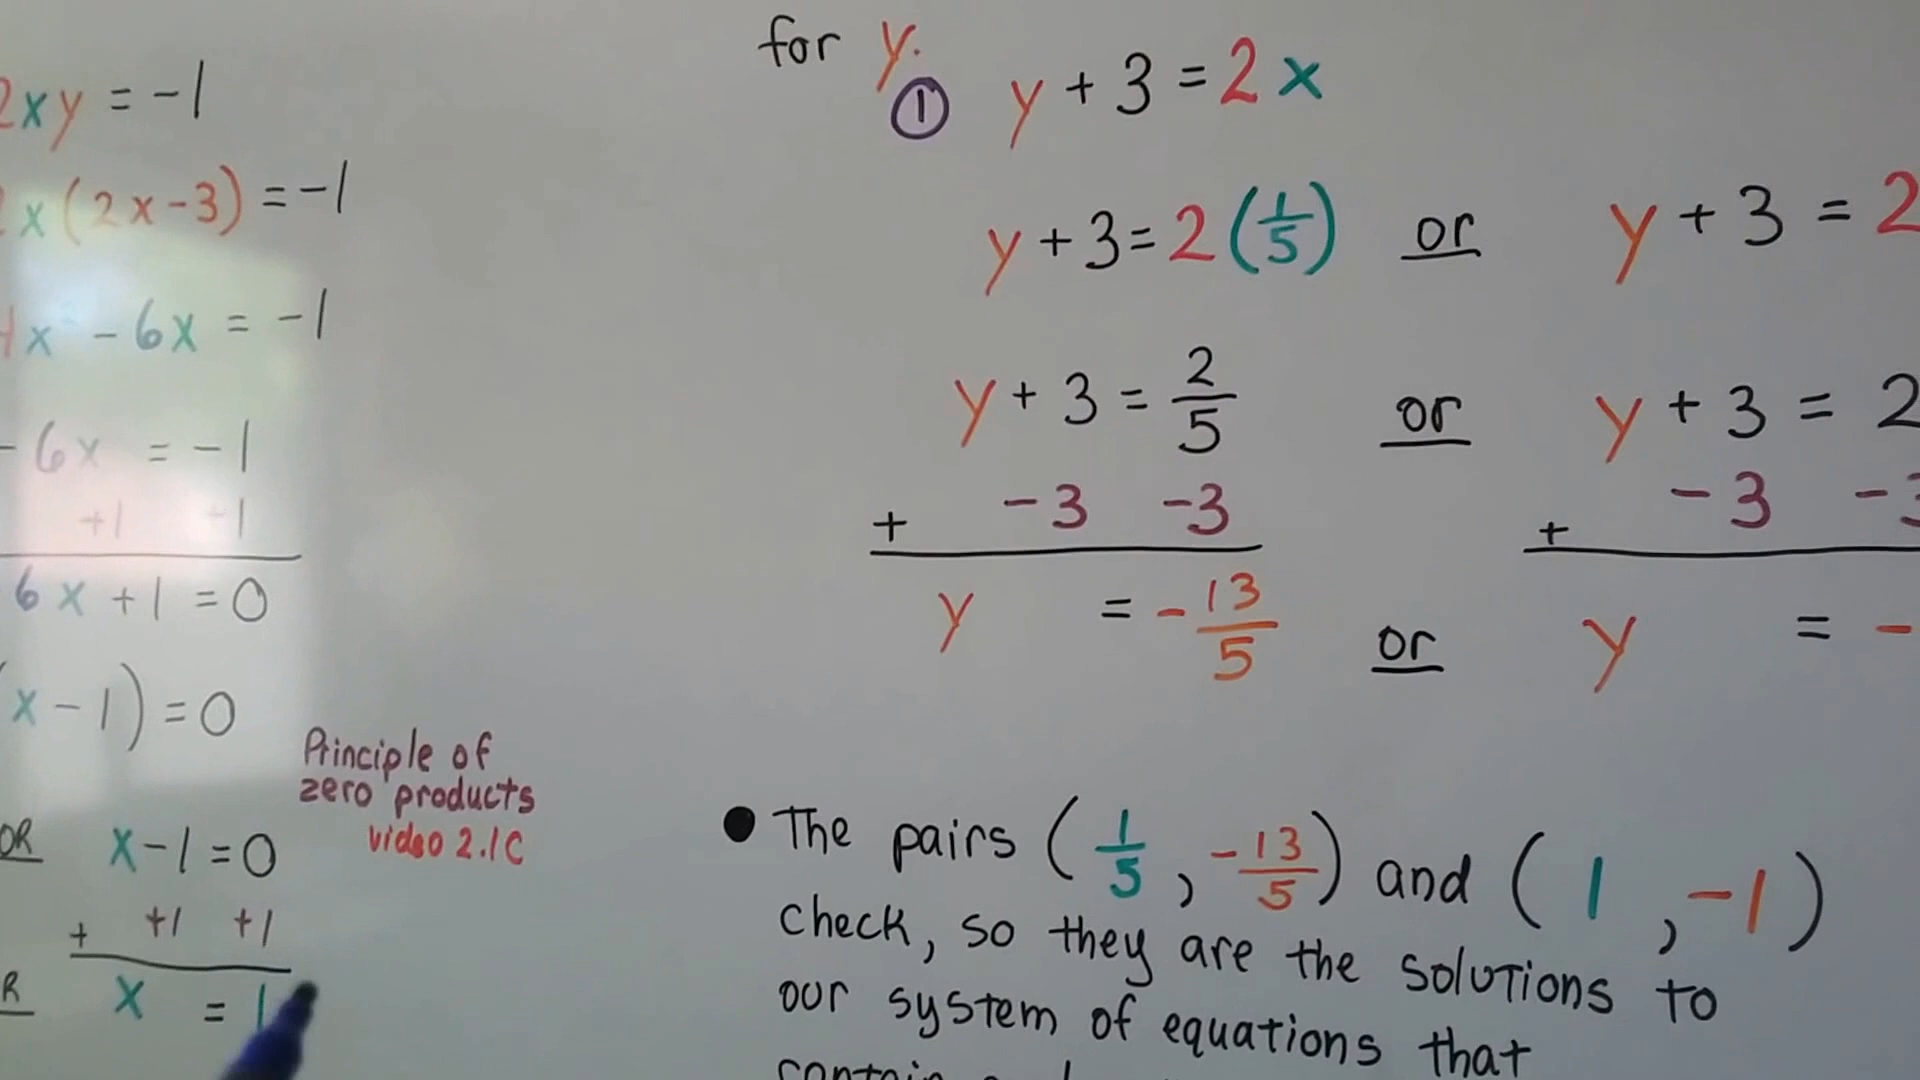 2xy = -1
x(2x-3) = -1
4x - 6x = -1
- 6x = -1
+1 +1
6x + 1 = 0
(x - 1) = 0
Principle of
zero products
video 2.1C
OR x - 1 = 0
+ +1 +1
R x = 1
for y.
① y + 3 = 2x
y + 3 = 2(1/5) or y + 3 = 2
y + 3 = 2/5 or y + 3 = 2
+ -3 -3 + -3 -3
y = -13/5 or y = -
• The pairs (1/5, -13/5) and (1, -1)
check, so they are the solutions to
our system of equations that
contain